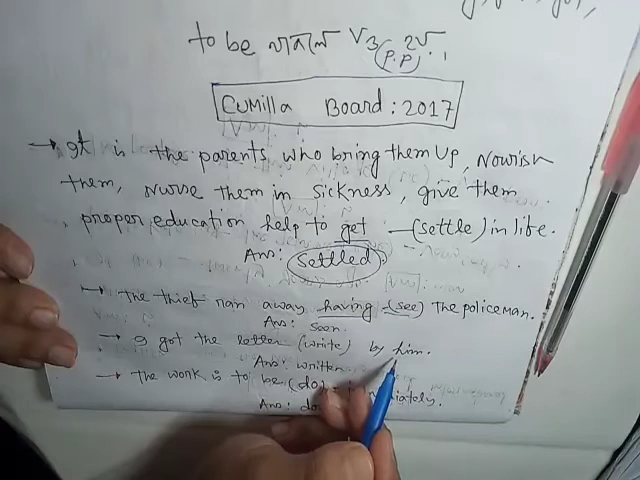 to be থাকলে V3 (P.P) হবে.
Cumilla Board: 2017
→ It is the parents who bring them up, Nourish
them, Nurse them in sickness, give them
proper education help to get — (settle) in life.
Ans: settled.
→ The thief ran away having (see) The policeman.
Ans: seen.
→ I got the letter (write) by him.
Ans: written.
→ The work is to be (do)
Ans: